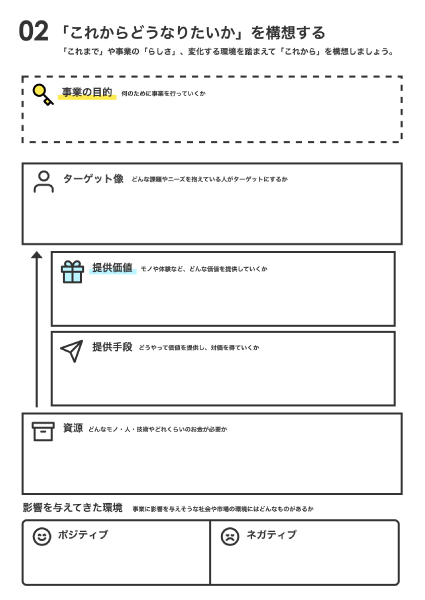 02 「これからどうなりたいか」を構想する
「これまで」や事業の「らしさ」、変化する環境を踏まえて「これから」を構想しましょう。
事業の目的 何のために事業を行っていくか
ターゲット像 どんな課題やニーズを抱えている人がターゲットにするか
提供価値 モノや体験など、どんな価値を提供していくか
提供手段 どうやって価値を提供し、対価を得ていくか
資源 どんなモノ・人・技術やどれくらいのお金が必要か
影響を与えてきた環境 事業に影響を与えそうな社会や市場の環境にはどんなものがあるか
ポジティブ ネガティブ